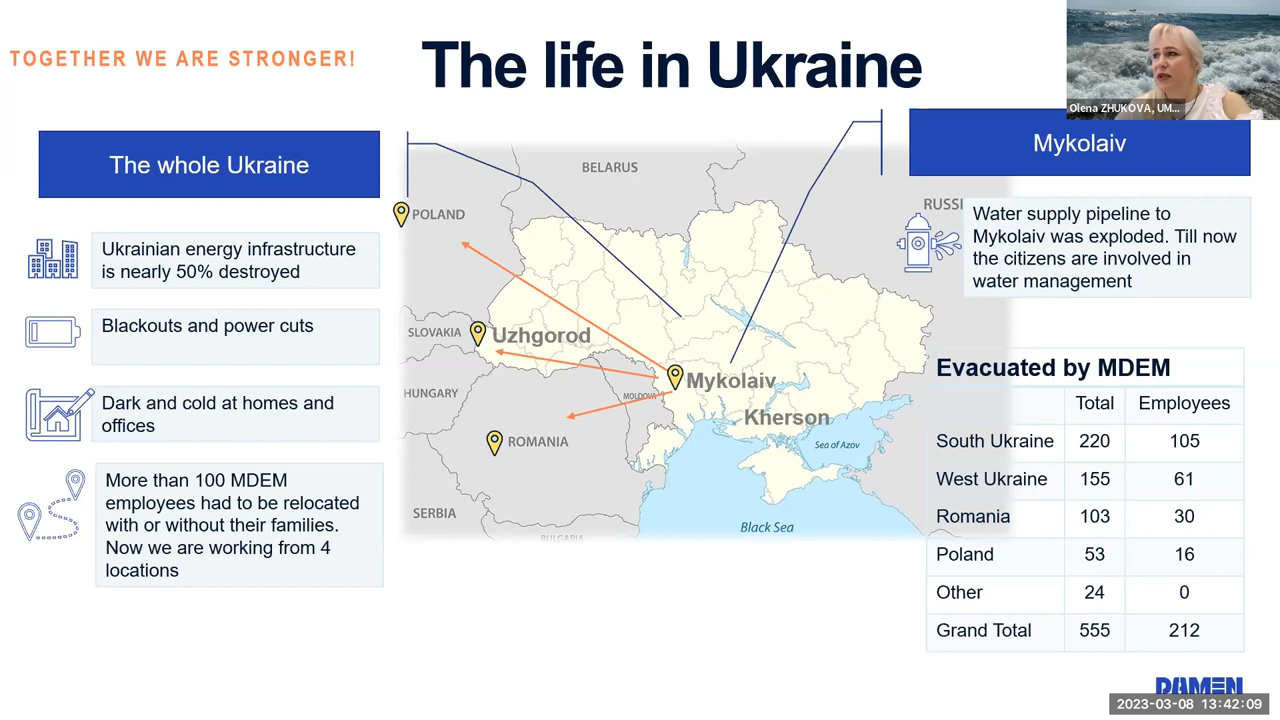 TOGETHER WE ARE STRONGER!
The life in Ukraine
Olena ZHUKOVA, UM...
The whole Ukraine
Ukrainian energy infrastructure
is nearly 50% destroyed
Blackouts and power cuts
Dark and cold at homes and
offices
More than 100 MDEM
employees had to be relocated
with or without their families.
Now we are working from 4
locations
BELARUS
POLAND
RUSSI
SLOVAKIA
Uzhgorod
HUNGARY
MOLDOVA
Mykolaiv
Kherson
ROMANIA
Sea of Azov
SERBIA
Black Sea
BULGARIA
Mykolaiv
Water supply pipeline to
Mykolaiv was exploded. Till now
the citizens are involved in
water management
Evacuated by MDEM
Total Employees
South Ukraine 220 105
West Ukraine 155 61
Romania 103 30
Poland 53 16
Other 24 0
Grand Total 555 212
DAMEN
2023-03-08 13:42:09